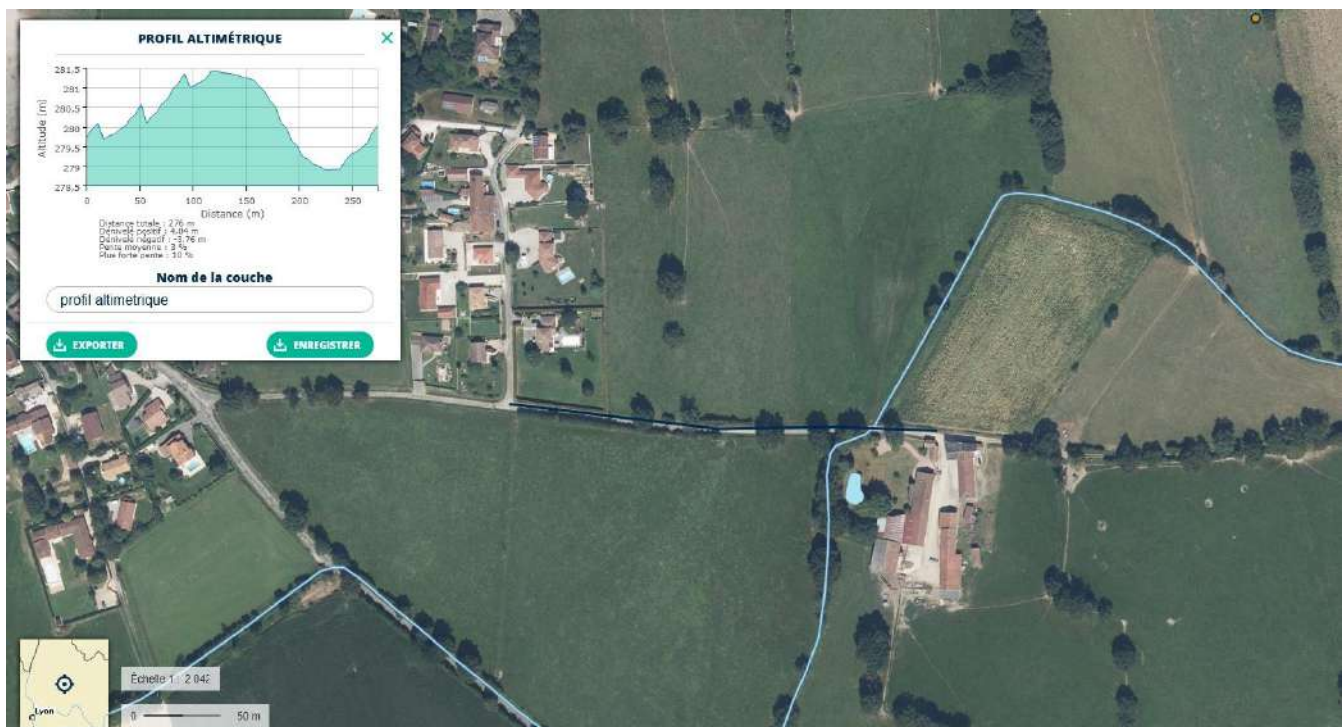 PROFIL ALTIMÉTRIQUE
281,5
281
280,5
280
279,5
279
278,5
Altitude (m)
0 50 100 150 200 250
Distance (m)
Distance totale : 276 m
Dénivelé positif : 4,84 m
Dénivelé négatif : -3,76 m
Pente moyenne : 3 %
Plus forte pente : 10 %
Nom de la couche
profil altimetrique
EXPORTER ENREGISTRER
Échelle 1 : 2 042
Lyon
0 50 m